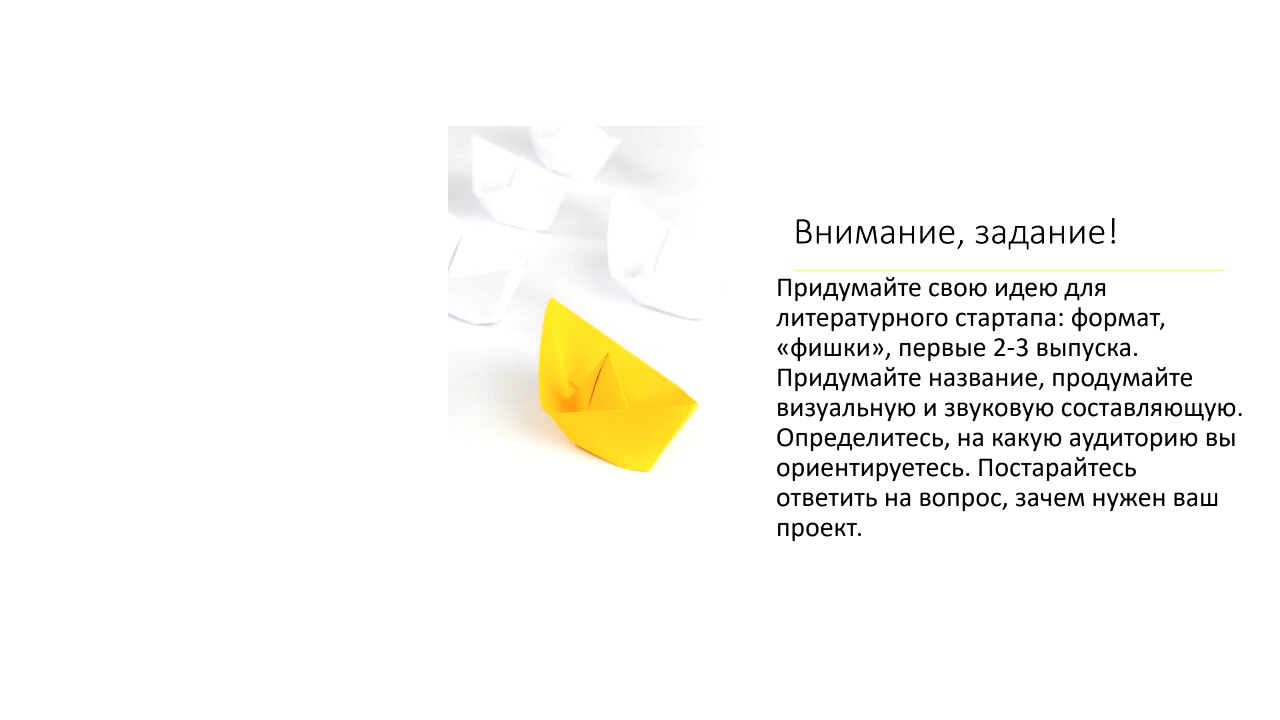 Внимание, задание!
Придумайте свою идею для
литературного стартапа: формат,
«фишки», первые 2-3 выпуска.
Придумайте название, продумайте
визуальную и звуковую составляющую.
Определитесь, на какую аудиторию вы
ориентируетесь. Постарайтесь
ответить на вопрос, зачем нужен ваш
проект.